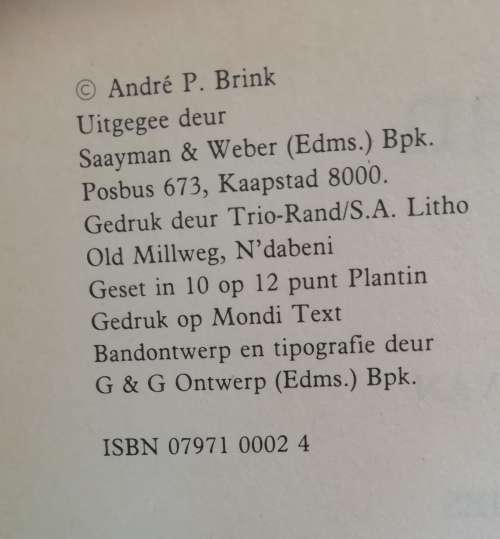 © André P. Brink
Uitgegee deur
Saayman & Weber (Edms.) Bpk.
Posbus 673, Kaapstad 8000.
Gedruk deur Trio-Rand/S.A. Litho
Old Millweg, N'dabeni
Geset in 10 op 12 punt Plantin
Gedruk op Mondi Text
Bandontwerp en tipografie deur
G & G Ontwerp (Edms.) Bpk.
ISBN 07971 0002 4